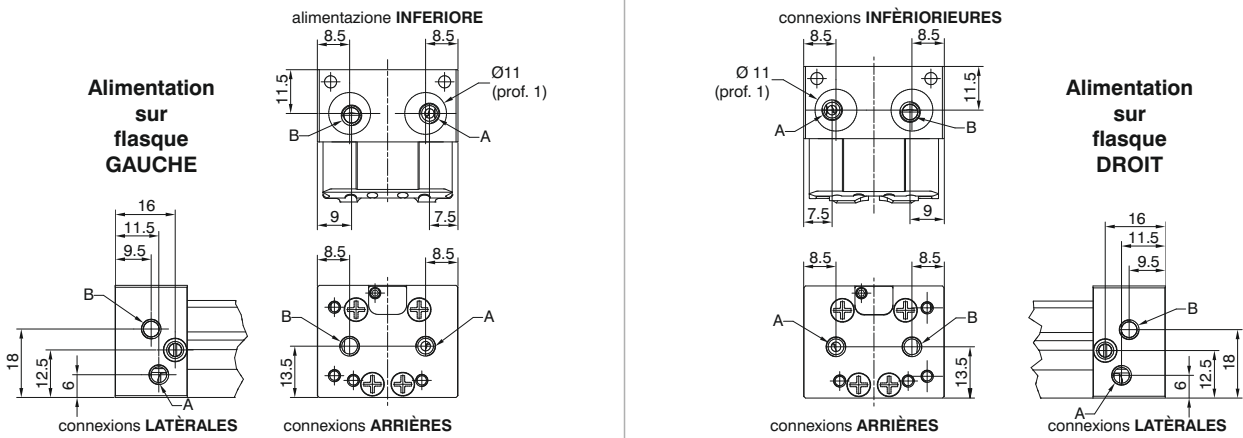 alimentazione INFERIORE
8.5 8.5
11.5
Ø11
(prof. 1)
B
A
9 7.5
Alimentation
sur
flasque
GAUCHE
16
11.5
9.5
B
18
12.5
6
A
connexions LATÈRALES
8.5 8.5
B
A
13.5
connexions ARRIÈRES
connexions INFÈRIORIEURES
8.5 8.5
Ø 11
(prof. 1)
11.5
A
B
7.5 9
Alimentation
sur
flasque
DROIT
8.5 8.5
A
B
13.5
connexions ARRIÈRES
16
11.5
9.5
B
18
12.5
6
A
connexions LATÈRALES